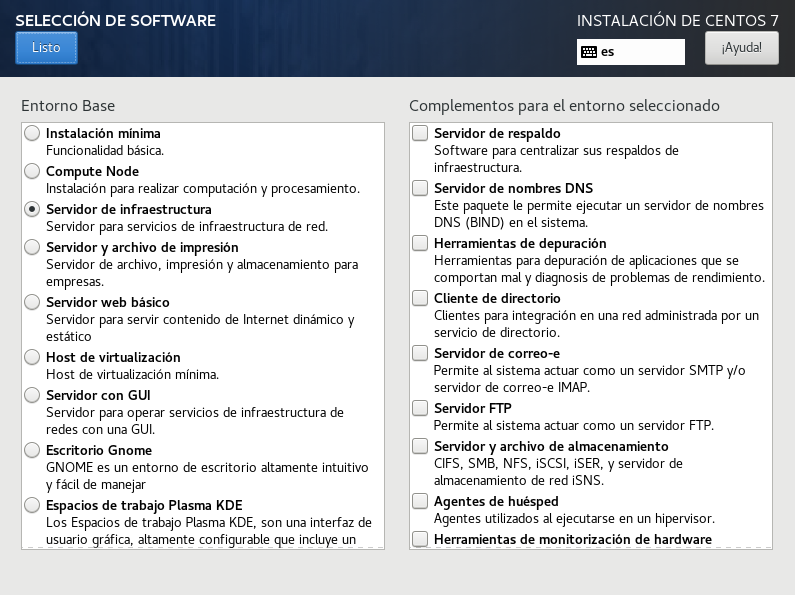 SELECCIÓN DE SOFTWARE
INSTALACIÓN DE CENTOS 7
Listo
es
¡Ayuda!
Entorno Base
Instalación mínima
Funcionalidad básica.
Compute Node
Instalación para realizar computación y procesamiento.
Servidor de infraestructura
Servidor para servicios de infraestructura de red.
Servidor y archivo de impresión
Servidor de archivo, impresión y almacenamiento para
empresas.
Servidor web básico
Servidor para servir contenido de Internet dinámico y
estático
Host de virtualización
Host de virtualización mínima.
Servidor con GUI
Servidor para operar servicios de infraestructura de
redes con una GUI.
Escritorio Gnome
GNOME es un entorno de escritorio altamente intuitivo
y fácil de manejar
Espacios de trabajo Plasma KDE
Los Espacios de trabajo Plasma KDE, son una interfaz de
usuario gráfica, altamente configurable que incluye un
Complementos para el entorno seleccionado
Servidor de respaldo
Software para centralizar sus respaldos de
infraestructura.
Servidor de nombres DNS
Este paquete le permite ejecutar un servidor de nombres
DNS (BIND) en el sistema.
Herramientas de depuración
Herramientas para depuración de aplicaciones que se
comportan mal y diagnosis de problemas de rendimiento.
Cliente de directorio
Clientes para integración en una red administrada por un
servicio de directorio.
Servidor de correo-e
Permite al sistema actuar como un servidor SMTP y/o
servidor de correo-e IMAP.
Servidor FTP
Permite al sistema actuar como un servidor FTP.
Servidor y archivo de almacenamiento
CIFS, SMB, NFS, iSCSI, iSER, y servidor de
almacenamiento de red iSNS.
Agentes de huésped
Agentes utilizados al ejecutarse en un hipervisor.
Herramientas de monitorización de hardware